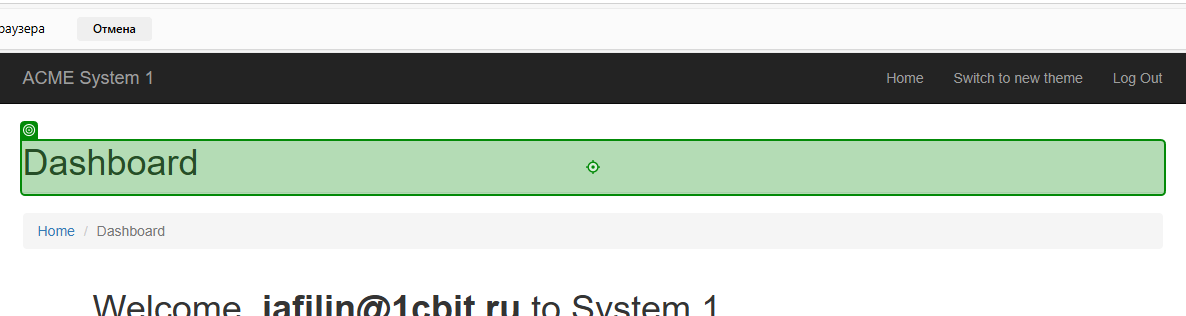 раузера Отмена
ACME System 1 Home Switch to new theme Log Out
Dashboard
Home / Dashboard
Welcome, iafilin@1cbit.ru to System 1